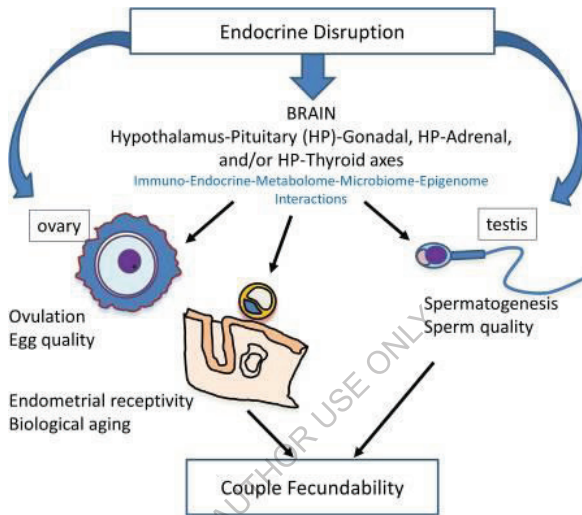 Endocrine Disruption
BRAIN
Hypothalamus-Pituitary (HP)-Gonadal, HP-Adrenal,
and/or HP-Thyroid axes
Immuno-Endocrine-Metabolome-Microbiome-Epigenome
Interactions
ovary
testis
Ovulation
Egg quality
Spermatogenesis
Sperm quality
Endometrial receptivity
Biological aging
Couple Fecundability
AUTHOR USE ONLY